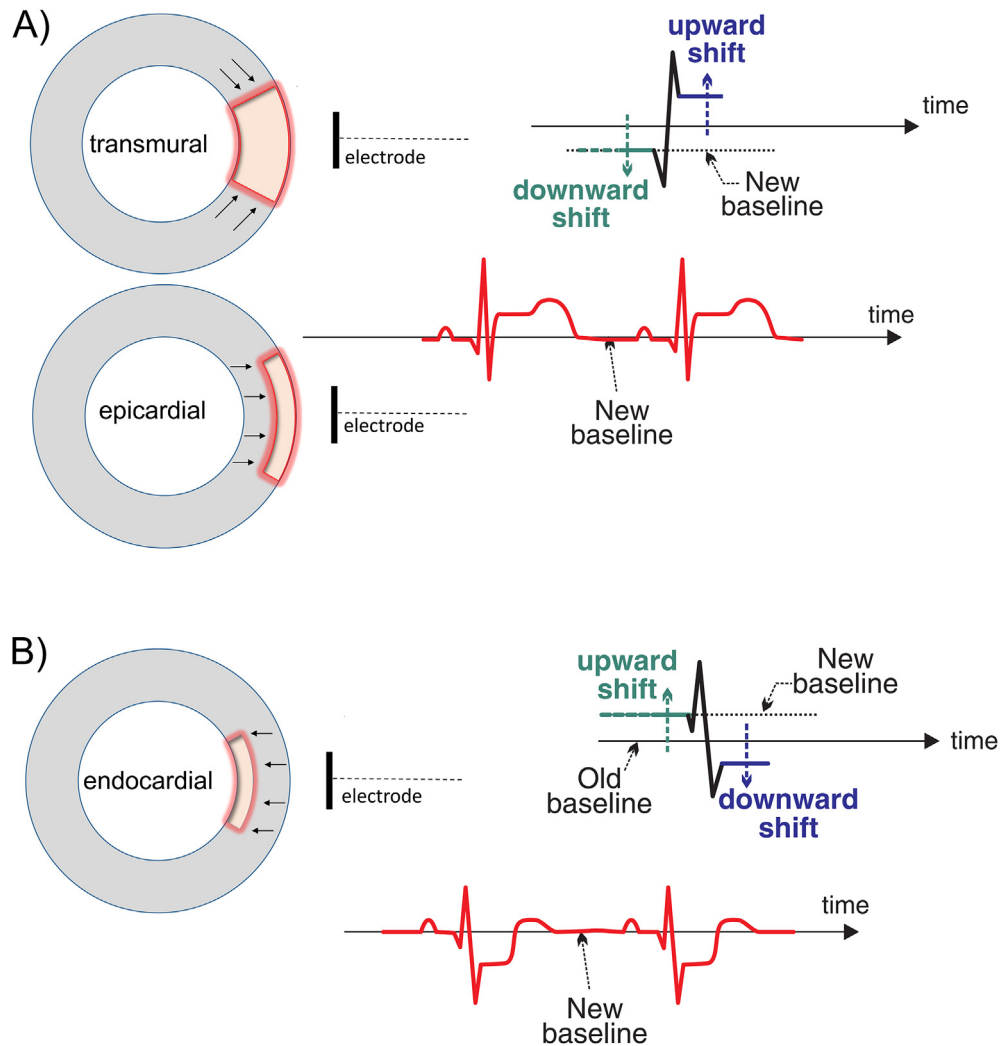 A)
transmural
electrode
upward
shift
time
downward
shift
New
baseline
time
New
baseline
epicardial
electrode
B)
endocardial
electrode
upward
shift
New
baseline
time
Old
baseline
downward
shift
time
New
baseline